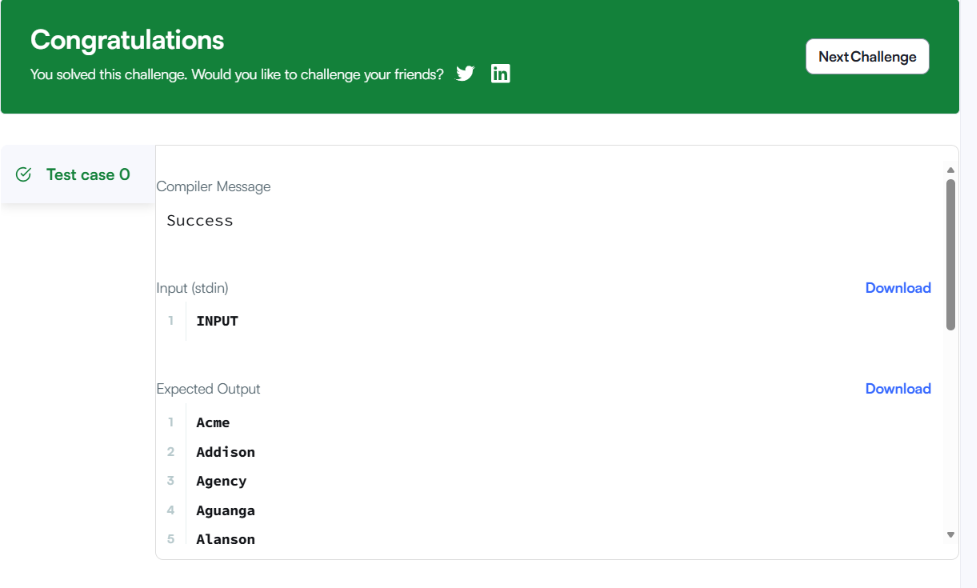 Congratulations
You solved this challenge. Would you like to challenge your friends?
Next Challenge
Test case 0
Compiler Message
Success
Input (stdin)
Download
1 INPUT
Expected Output
Download
1 Acme
2 Addison
3 Agency
4 Aguanga
5 Alanson